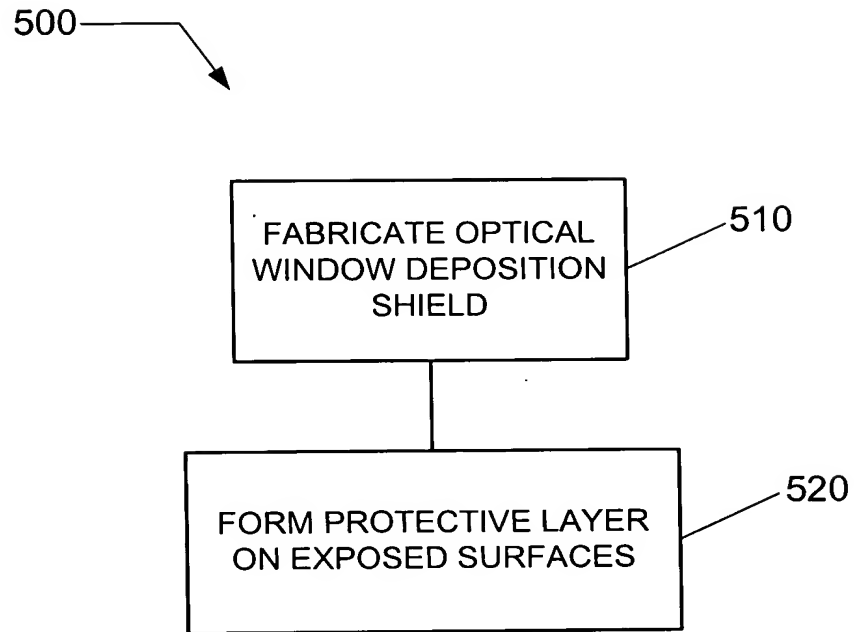 500
FABRICATE OPTICAL
WINDOW DEPOSITION
SHIELD
510
FORM PROTECTIVE LAYER
ON EXPOSED SURFACES
520